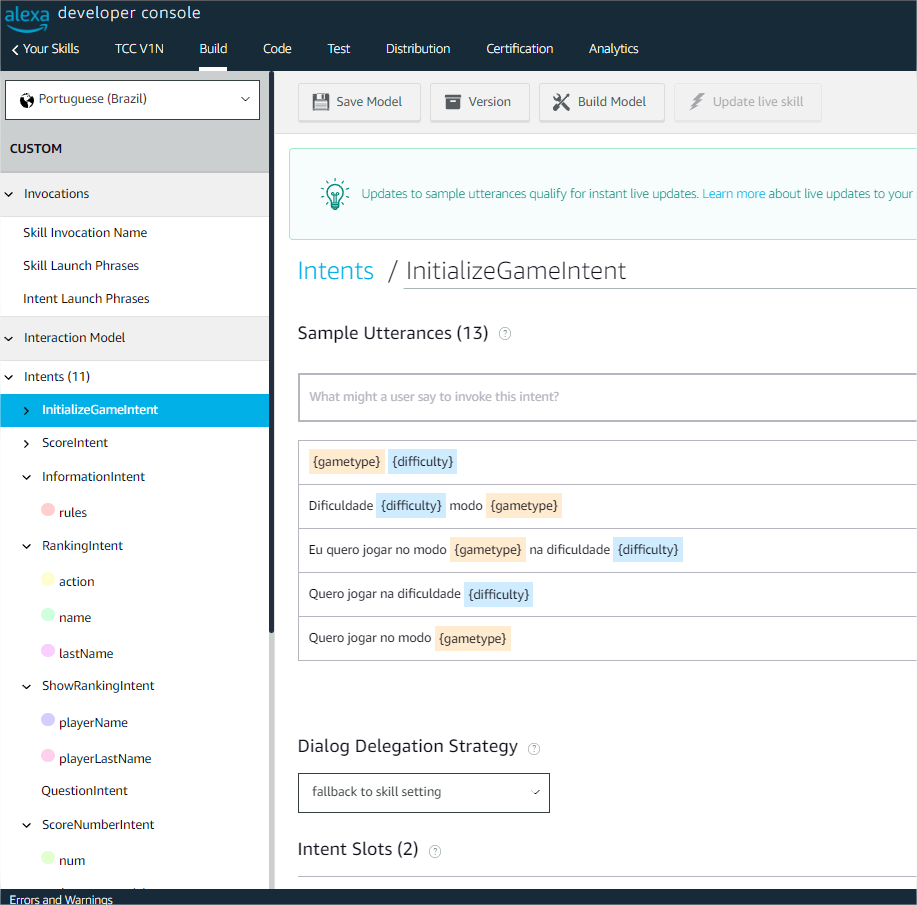 alexa developer console
Your Skills TCC V1N Build Code Test Distribution Certification Analytics
Portuguese (Brazil)
Save Model Version Build Model Update live skill
CUSTOM
Invocations
Skill Invocation Name
Skill Launch Phrases
Intent Launch Phrases
Interaction Model
Intents (11)
InitializeGameIntent
ScoreIntent
InformationIntent
rules
RankingIntent
action
name
lastName
ShowRankingIntent
playerName
playerLastName
QuestionIntent
ScoreNumberIntent
num
Errors and Warnings
Updates to sample utterances qualify for instant live updates. Learn more about live updates to your
Intents / InitializeGameIntent
Sample Utterances (13) ?
What might a user say to invoke this intent?
{gametype} {difficulty}
Dificuldade {difficulty} modo {gametype}
Eu quero jogar no modo {gametype} na dificuldade {difficulty}
Quero jogar na dificuldade {difficulty}
Quero jogar no modo {gametype}
Dialog Delegation Strategy ?
fallback to skill setting
Intent Slots (2) ?